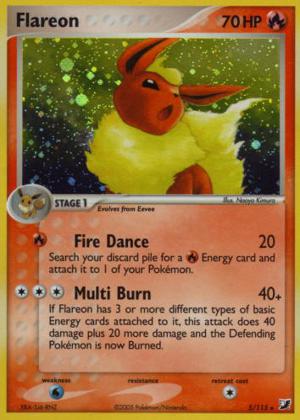 Flareon
70 HP
Illus. Naoyo Kimura
STAGE 1
Evolves from Eevee
Fire Dance 20
Search your discard pile for a Energy card and
attach it to 1 of your Pokémon.
Multi Burn 40+
If Flareon has 3 or more different types of basic
Energy cards attached to it, this attack does 40
damage plus 20 more damage and the Defending
Pokémon is now Burned.
weakness resistance retreat cost
©2005 Pokémon/Nintendo
5/115